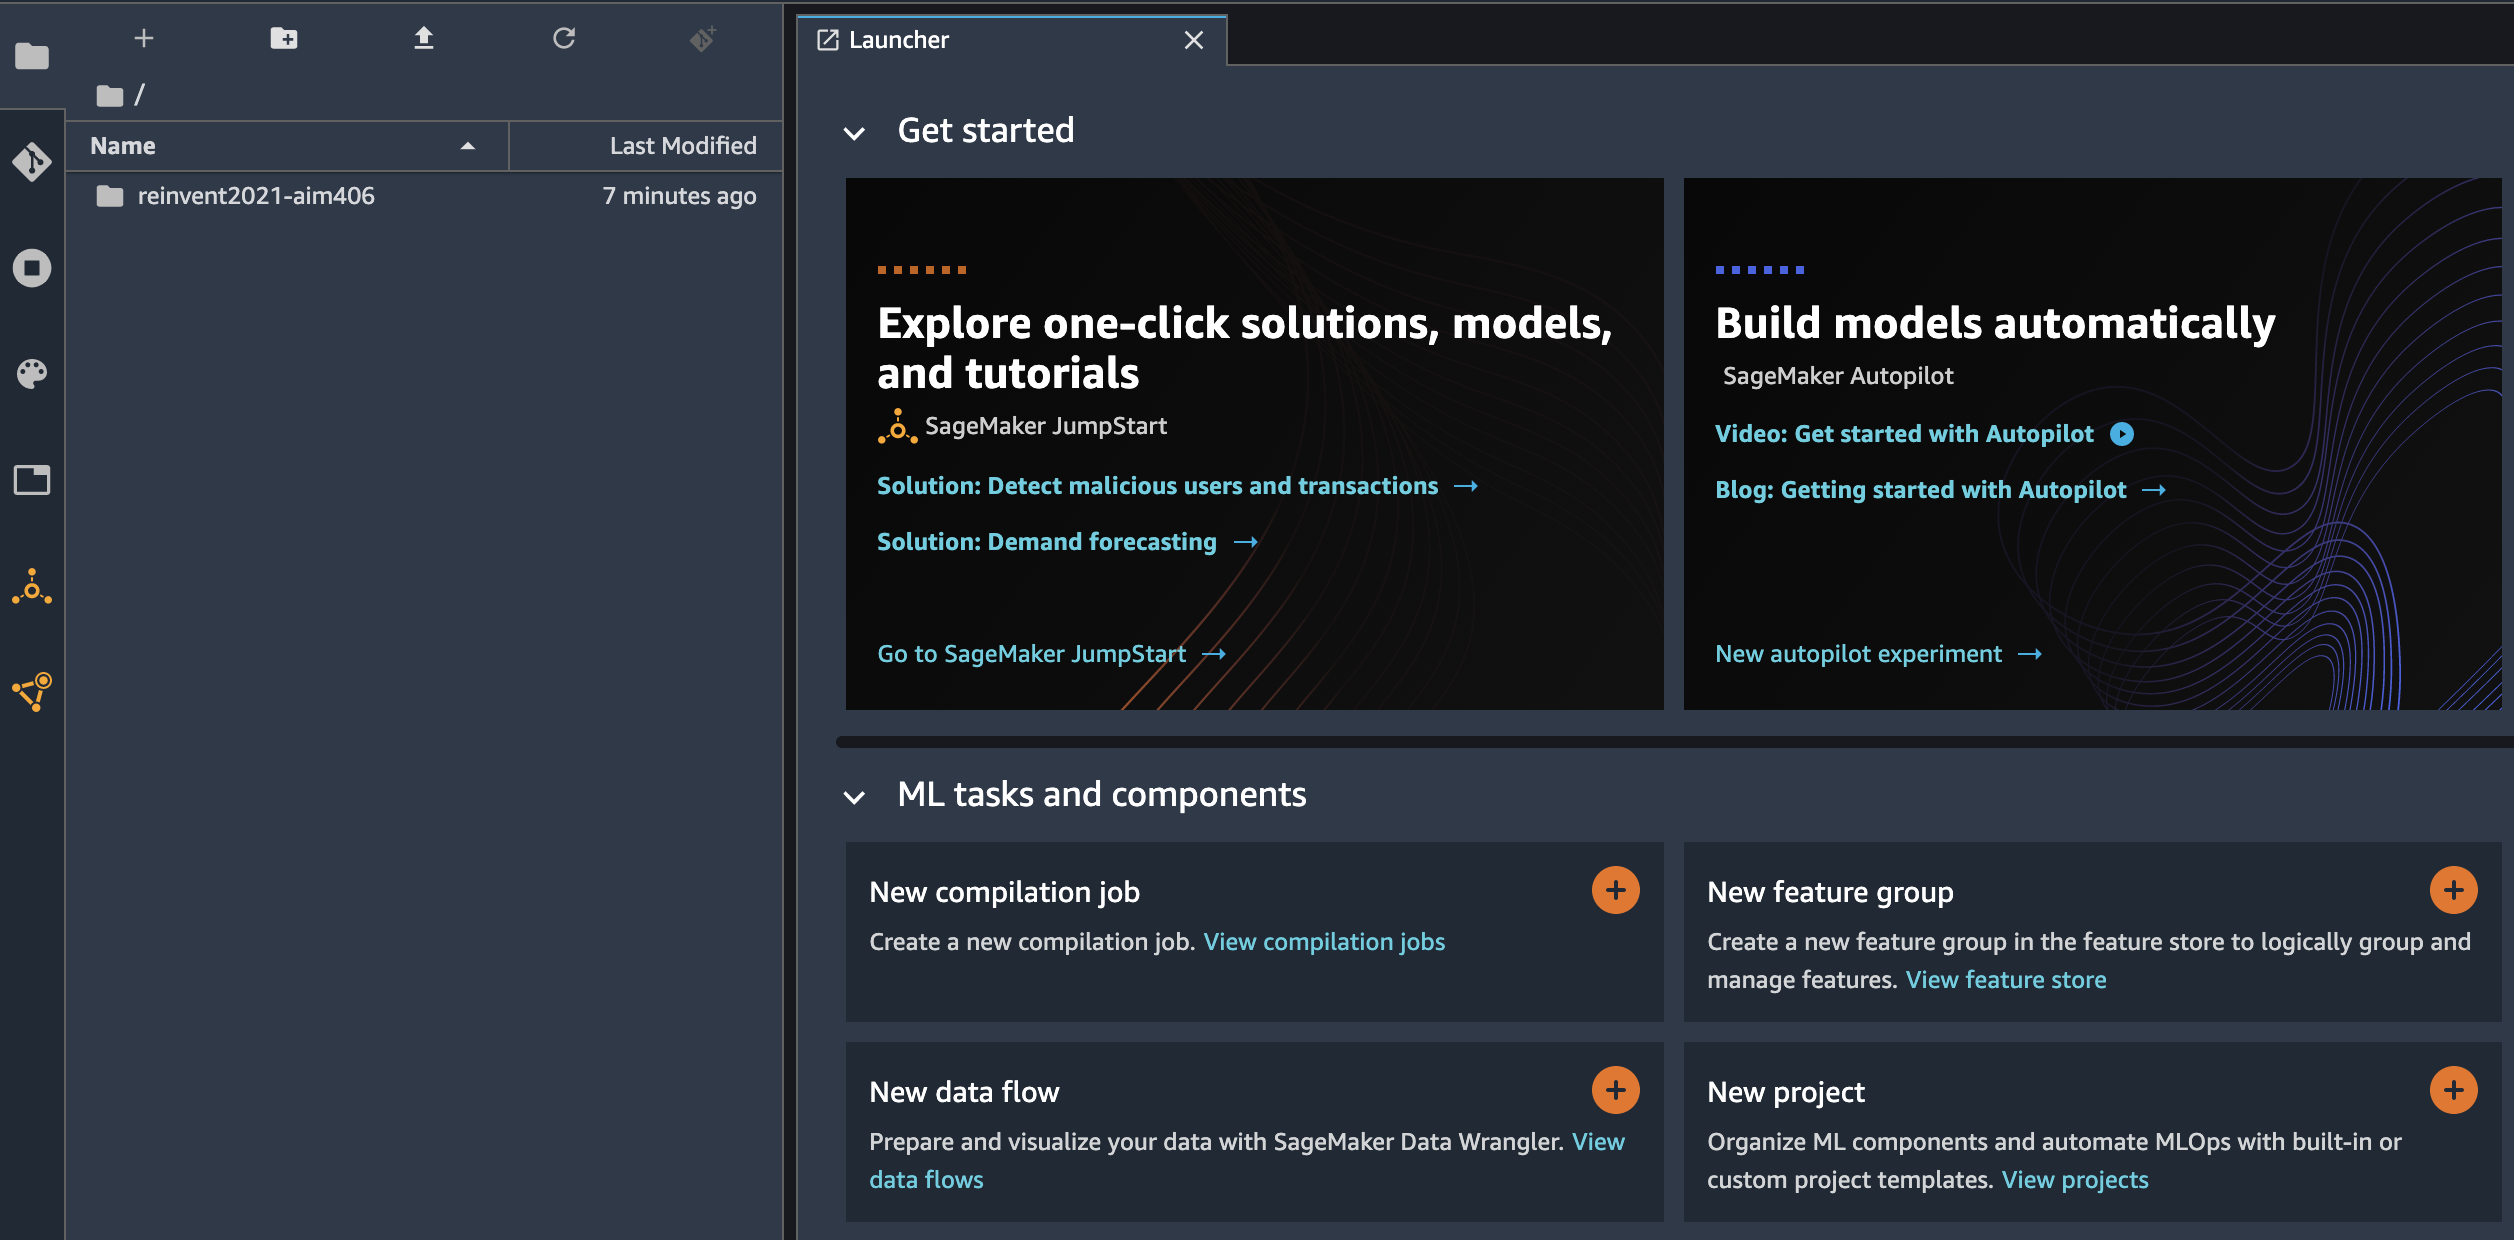 /
Name Last Modified
reinvent2021-aim406 7 minutes ago
Launcher
Get started
Explore one-click solutions, models,
and tutorials
SageMaker JumpStart
Solution: Detect malicious users and transactions →
Solution: Demand forecasting →
Go to SageMaker JumpStart →
Build models automatically
SageMaker Autopilot
Video: Get started with Autopilot
Blog: Getting started with Autopilot →
New autopilot experiment →
ML tasks and components
New compilation job
Create a new compilation job. View compilation jobs
New feature group
Create a new feature group in the feature store to logically group and
manage features. View feature store
New data flow
Prepare and visualize your data with SageMaker Data Wrangler. View
data flows
New project
Organize ML components and automate MLOps with built-in or
custom project templates. View projects